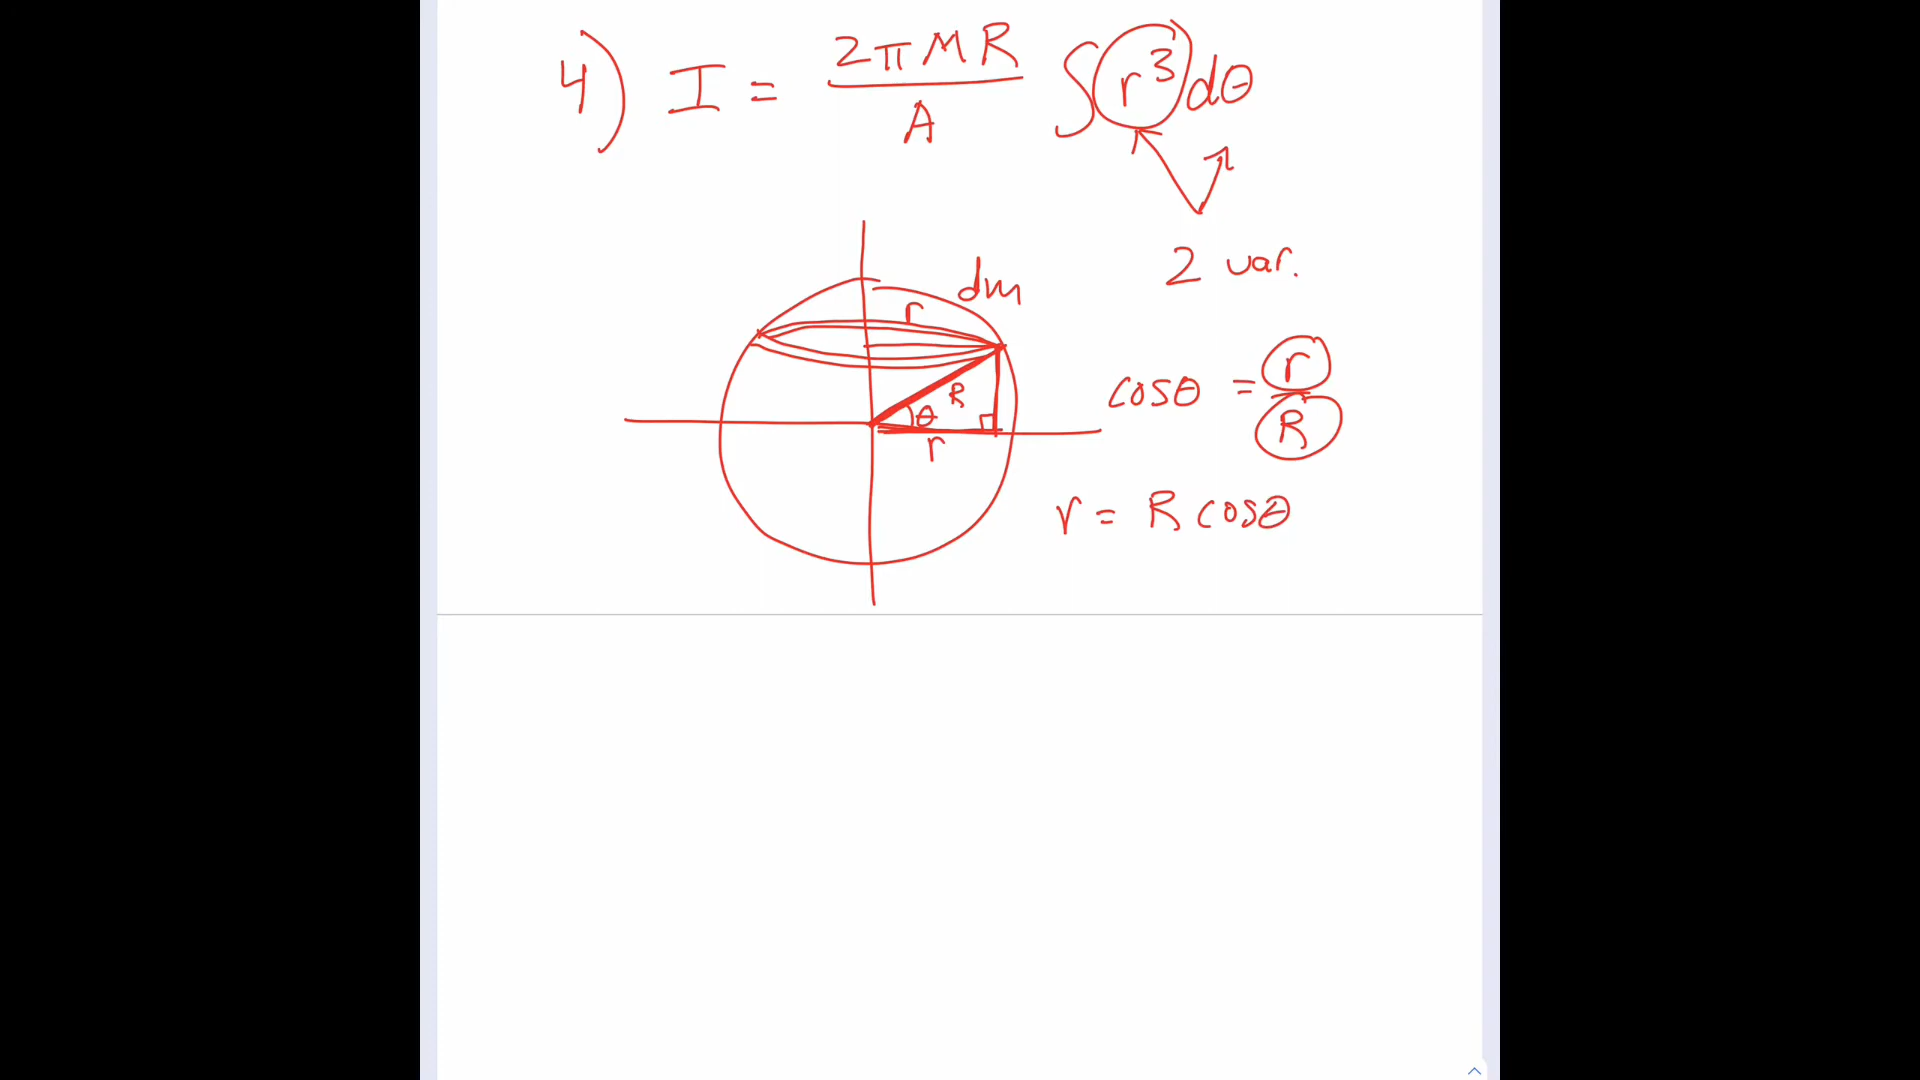 4) I = 2πMR / A ∫ r³ dθ
2 var.
dm
r
R
θ
r
cosθ = r / R
r = R cosθ